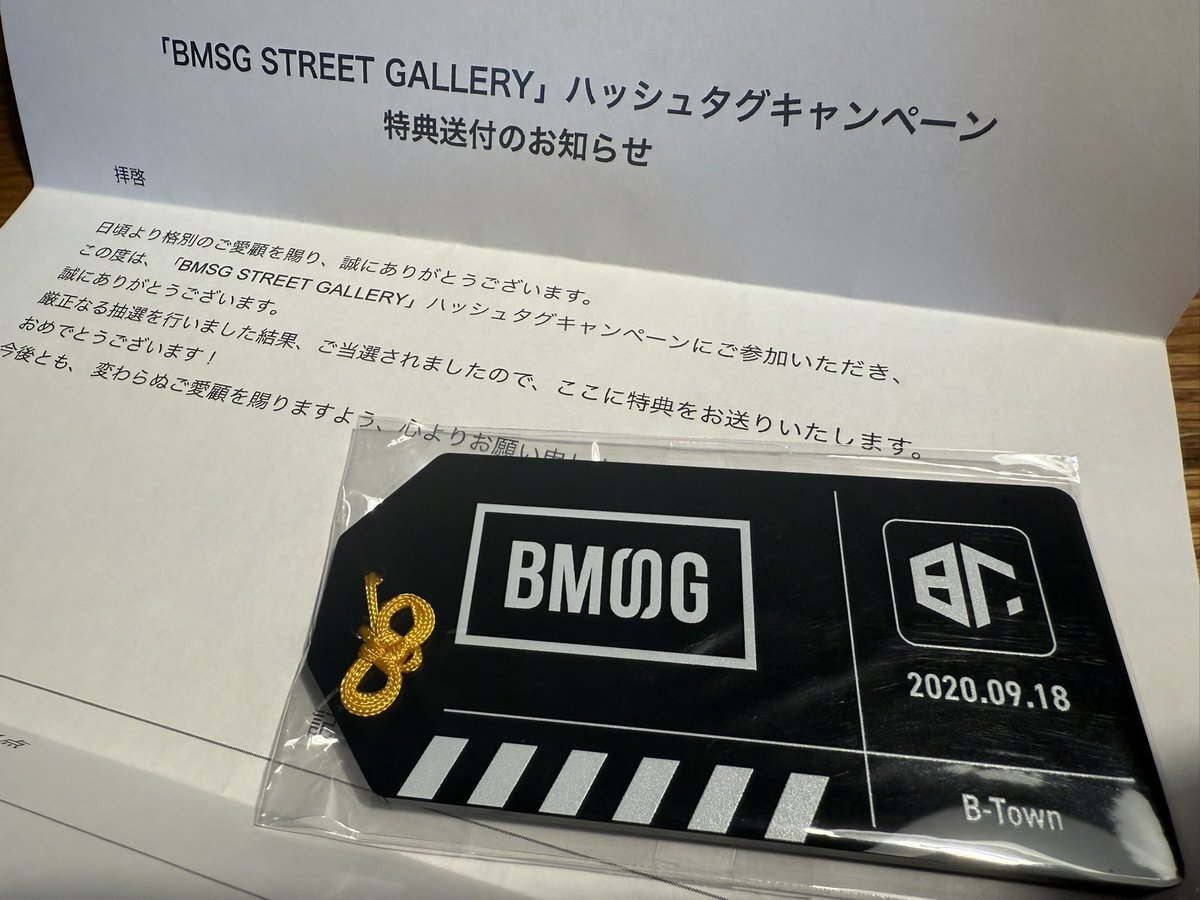 「BMSG STREET GALLERY」ハッシュタグキャンペーン
特典送付のお知らせ
拝啓
日頃より格別のご愛顧を賜り、誠にありがとうございます。
この度は、「BMSG STREET GALLERY」ハッシュタグキャンペーンにご参加いただき、
誠にありがとうございます。
厳正なる抽選を行いました結果、ご当選されましたので、ここに特典をお送りいたします。
おめでとうございます！
今後とも、変わらぬご愛顧を賜りますよう、心よりお願い申し
記
点
BMSG
2020.09.18
B-Town